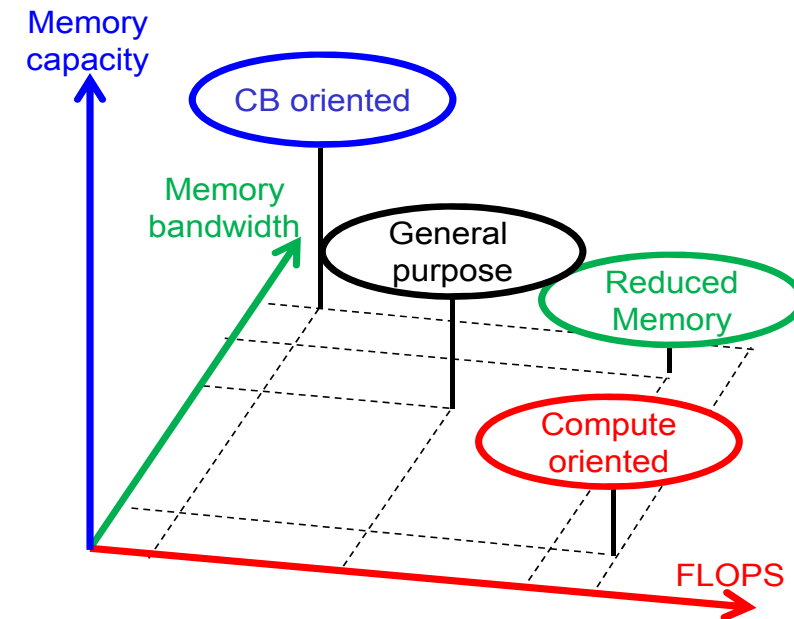 Memory
capacity
CB oriented
Memory
bandwidth
General
purpose
Reduced
Memory
Compute
oriented
FLOPS